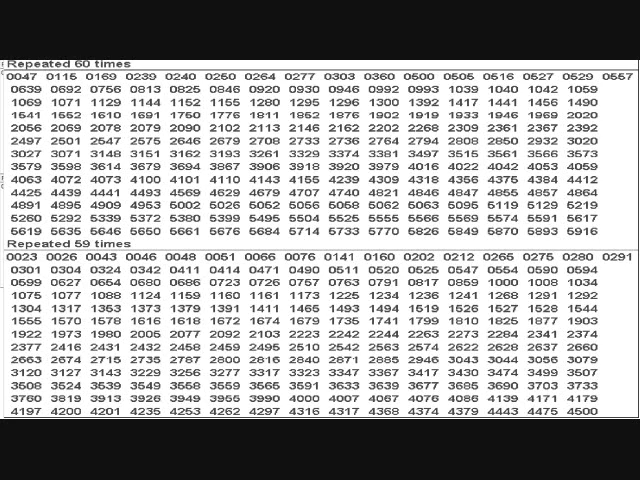 Repeated 60 times
0047 0115 0169 0239 0240 0250 0264 0277 0303 0360 0500 0505 0516 0527 0529 0557
0639 0692 0756 0813 0825 0846 0920 0930 0946 0992 0993 1039 1040 1042 1059
1069 1071 1129 1144 1152 1155 1280 1295 1296 1300 1392 1417 1441 1456 1490
1541 1552 1610 1691 1750 1776 1811 1852 1876 1902 1919 1933 1946 1969 2020
2056 2069 2078 2079 2090 2102 2113 2146 2162 2202 2268 2309 2361 2367 2392
2497 2501 2547 2575 2646 2679 2708 2733 2736 2764 2794 2808 2850 2932 3020
3027 3071 3148 3151 3162 3193 3261 3329 3374 3381 3497 3515 3561 3566 3573
3579 3598 3614 3679 3694 3867 3906 3918 3920 3979 4016 4022 4042 4053 4059
4063 4072 4073 4100 4101 4110 4143 4155 4239 4309 4318 4356 4375 4384 4412
4425 4439 4441 4493 4569 4629 4679 4707 4740 4821 4846 4847 4855 4857 4864
4891 4895 4909 4953 5002 5026 5052 5056 5058 5062 5063 5095 5119 5129 5219
5260 5292 5339 5372 5380 5399 5495 5504 5525 5555 5566 5569 5574 5591 5617
5619 5635 5646 5650 5661 5676 5684 5714 5733 5770 5826 5849 5870 5893 5916
Repeated 59 times
0023 0026 0043 0046 0048 0051 0066 0076 0141 0160 0202 0212 0265 0275 0280 0291
0301 0304 0324 0342 0411 0414 0471 0490 0511 0520 0525 0547 0554 0590 0594
0599 0627 0654 0680 0686 0723 0726 0757 0763 0791 0817 0859 1000 1008 1034
1075 1077 1088 1124 1159 1160 1161 1173 1225 1234 1236 1241 1268 1291 1292
1304 1317 1353 1373 1379 1391 1411 1465 1493 1494 1519 1526 1527 1528 1544
1555 1570 1578 1616 1618 1672 1674 1679 1735 1741 1799 1810 1825 1877 1903
1922 1973 1980 2005 2077 2092 2103 2223 2242 2244 2263 2273 2284 2341 2374
2377 2416 2431 2432 2458 2459 2495 2510 2542 2563 2574 2622 2628 2637 2660
2663 2674 2715 2735 2787 2800 2816 2840 2871 2885 2946 3043 3044 3056 3079
3120 3127 3143 3229 3256 3277 3317 3323 3347 3367 3417 3430 3474 3499 3507
3508 3524 3539 3549 3558 3559 3565 3591 3633 3639 3677 3685 3690 3703 3733
3760 3819 3913 3926 3949 3955 3990 4000 4007 4067 4076 4086 4139 4171 4179
4197 4200 4201 4235 4253 4262 4297 4316 4317 4368 4374 4379 4443 4475 4500